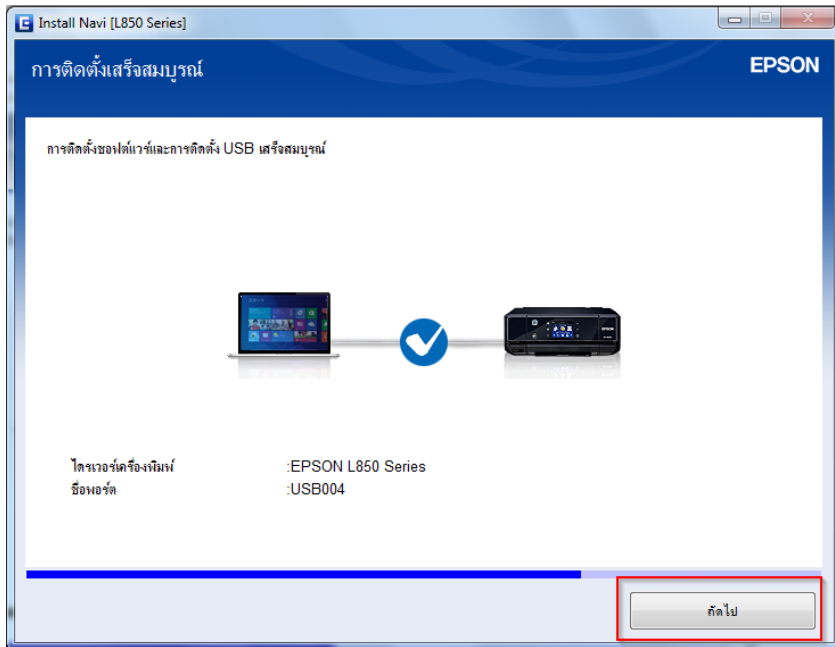 Install Navi [L850 Series]
การติดตั้งเสร็จสมบูรณ์
EPSON
การติดตั้งซอฟต์แวร์และการติดตั้ง USB เสร็จสมบูรณ์
ไดรเวอร์เครื่องพิมพ์ :EPSON L850 Series
ชื่อพอร์ต :USB004
ถัดไป